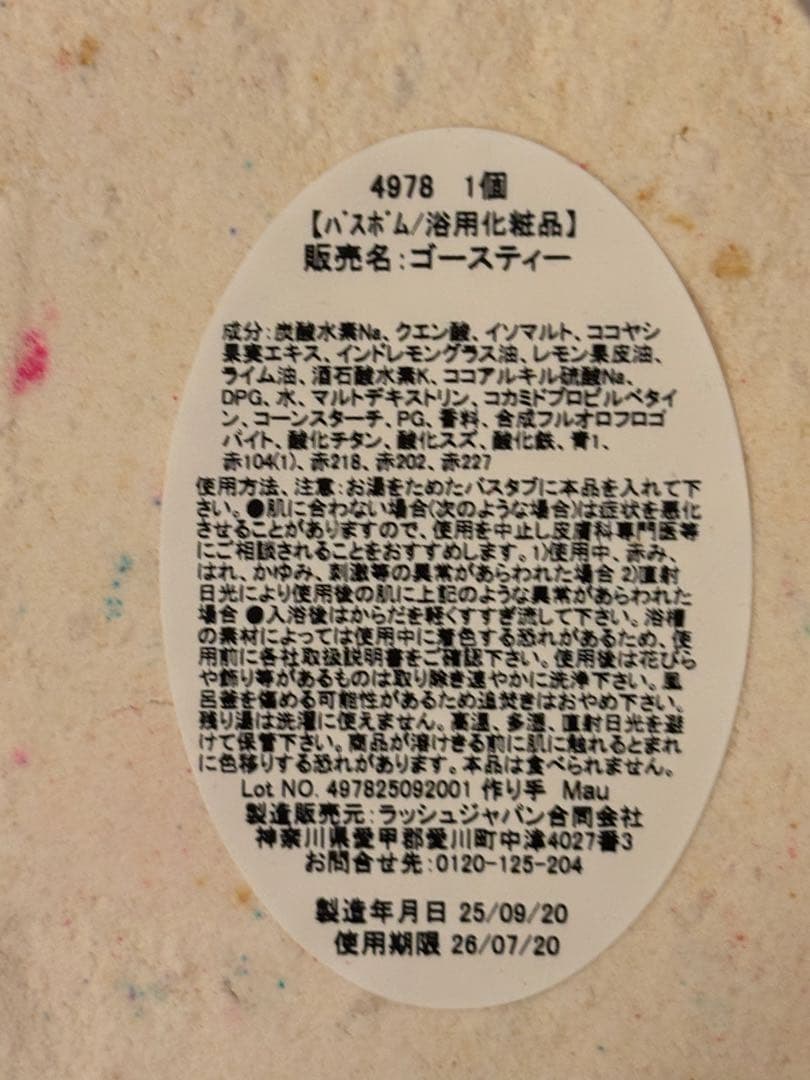 4978 1個
【ﾊﾞｽﾎﾞﾑ/浴用化粧品】
販売名:ゴースティー
成分:炭酸水素Na、クエン酸、イソマルト、ココヤシ
果実エキス、インドレモングラス油、レモン果皮油、
ライム油、酒石酸水素K、ココアルキル硫酸Na、
DPG、水、マルトデキストリン、コカミドプロピルベタイ
ン、コーンスターチ、PG、香料、合成フルオロフロゴ
パイト、酸化チタン、酸化スズ、酸化鉄、青1、
赤104(1)、赤218、赤202、赤227
使用方法、注意:お湯をためたバスタブに本品を入れて下
さい。●肌に合わない場合(次のような場合)は症状を悪化
させることがありますので、使用を中止し皮膚科専門医等
にご相談されることをおすすめします。1)使用中、赤み、
はれ、かゆみ、刺激等の異常があらわれた場合 2)直射
日光により使用後の肌に上記のような異常があらわれた
場合 ●入浴後はからだを軽くすすぎ流して下さい。浴槽
の素材によっては使用中に着色する恐れがあるため、使
用前に各社取扱説明書をご確認下さい。使用後は花びら
や飾り等があるものは取り除き速やかに洗浄下さい。風
呂釜を傷める可能性があるため追焚きはおやめ下さい。
残り湯は洗濯に使えません。高温、多湿、直射日光を避
けて保管下さい。商品が溶けきる前に肌に触れるとまれ
に色移りする恐れがあります。本品は食べられません。
Lot NO. 497825092001 作り手 Mau
製造販売元:ラッシュジャパン合同会社
神奈川県愛甲郡愛川町中津4027番3
お問合せ先:0120-125-204
製造年月日 25/09/20
使用期限 26/07/20